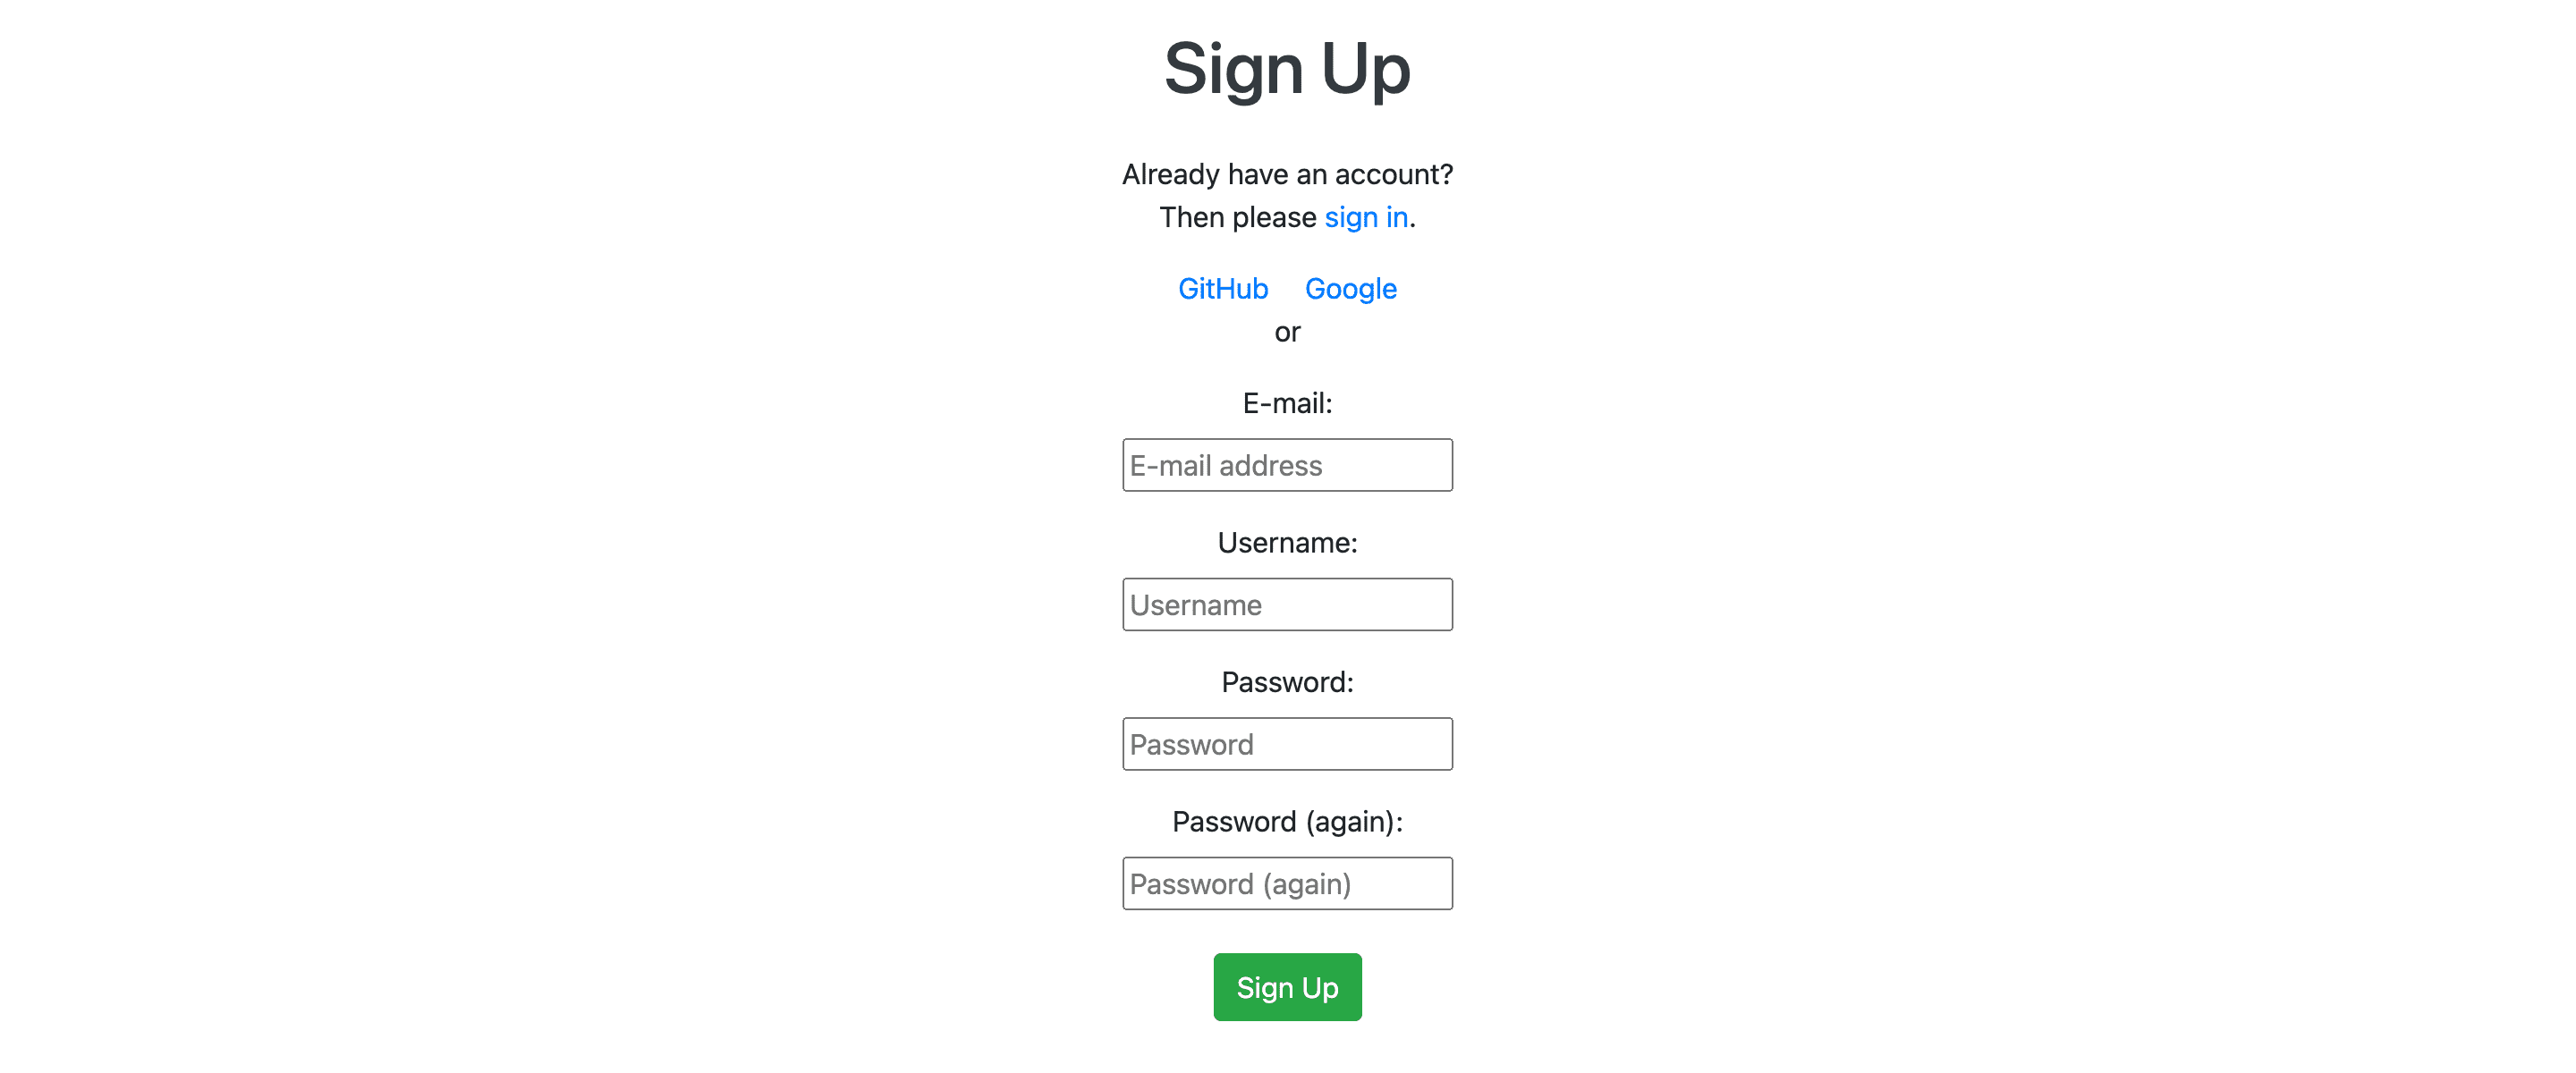 Sign Up
Already have an account?
Then please sign in.
GitHub Google
or
E-mail:
E-mail address
Username:
Username
Password:
Password
Password (again):
Password (again)
Sign Up